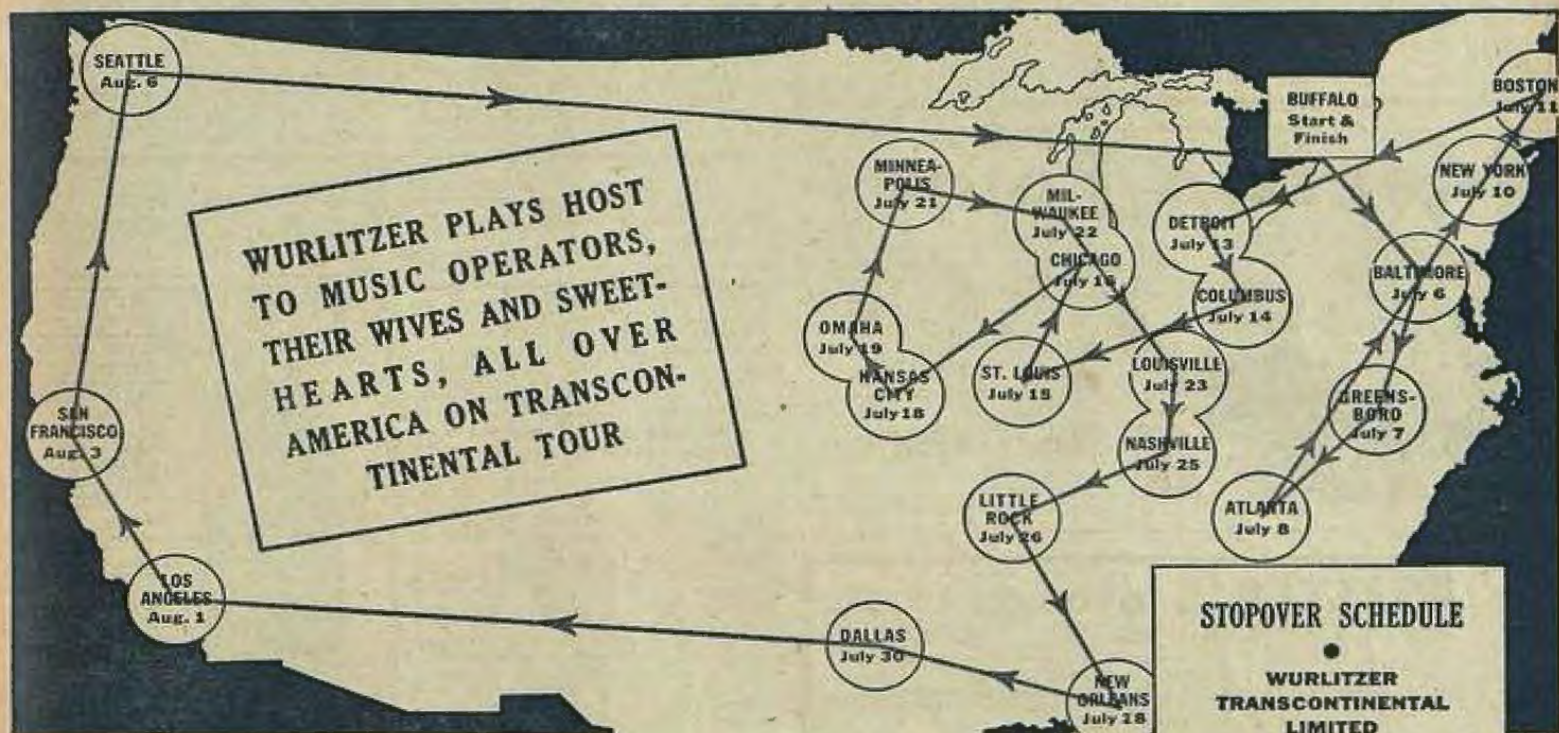 SEATTLE
Aug. 6
BUFFALO
Start &
Finish
BOSTON
July 11
MINNEA-
POLIS
July 21
MIL-
WAUKEE
July 22
NEW YORK
July 10
DETROIT
July 13
CHICAGO
July 16
BALTIMORE
July 6
COLUMBUS
July 14
WURLITZER PLAYS HOST
TO MUSIC OPERATORS,
THEIR WIVES AND SWEET-
HEARTS, ALL OVER
AMERICA ON TRANSCON-
TINENTAL TOUR
OMAHA
July 19
KANSAS
CITY
July 18
ST. LOUIS
July 15
LOUISVILLE
July 23
GREENS-
BORO
July 7
SAN
FRANCISCO
Aug. 3
NASHVILLE
July 25
LITTLE
ROCK
July 26
ATLANTA
July 8
LOS
ANGELES
Aug. 1
DALLAS
July 30
NEW
ORLEANS
July 28
STOPOVER SCHEDULE
WURLITZER
TRANSCONTINENTAL
LIMITED